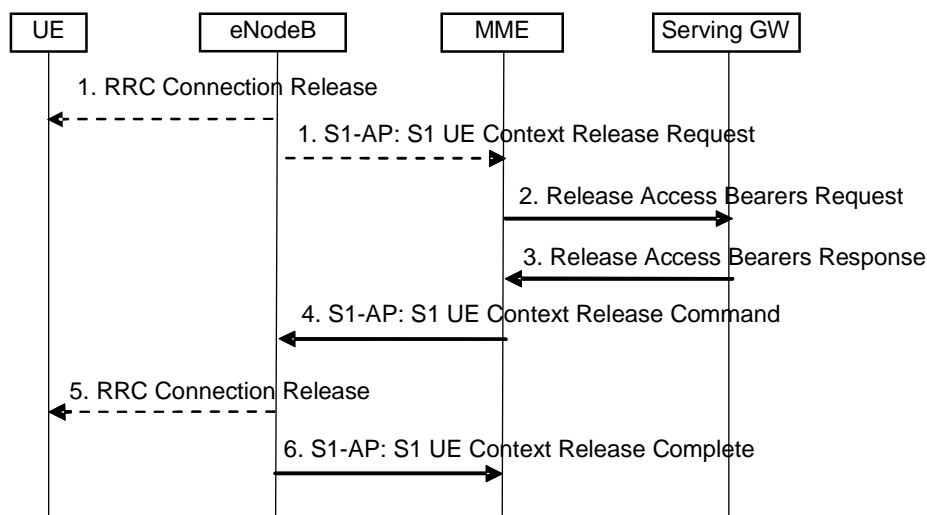 UE
eNodeB
MME
Serving GW
1. RRC Connection Release
1. S1-AP: S1 UE Context Release Request
2. Release Access Bearers Request
3. Release Access Bearers Response
4. S1-AP: S1 UE Context Release Command
5. RRC Connection Release
6. S1-AP: S1 UE Context Release Complete